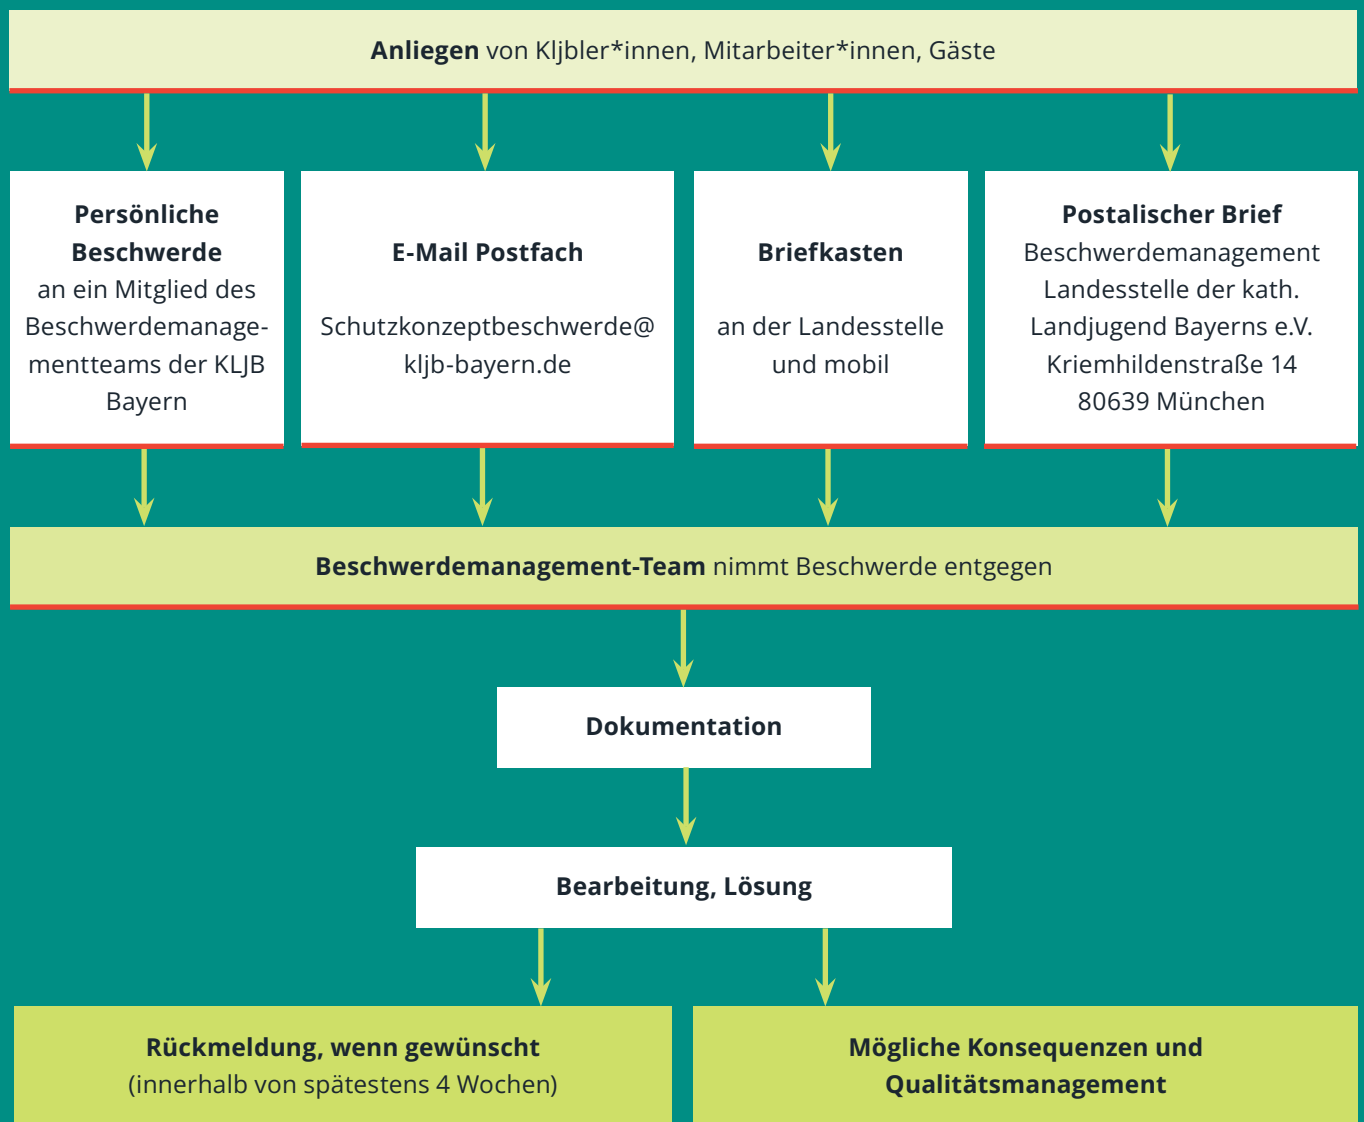 Anliegen von Kljbler*innen, Mitarbeiter*innen, Gäste
Persönliche
Beschwerde
an ein Mitglied des
Beschwerdemanage-
mentteams der KLJB
Bayern
E-Mail Postfach
Schutzkonzeptbeschwerde@
kljb-bayern.de
Briefkasten
an der Landesstelle
und mobil
Postalischer Brief
Beschwerdemanagement
Landesstelle der kath.
Landjugend Bayerns e.V.
Kriemhildenstraße 14
80639 München
Beschwerdemanagement-Team nimmt Beschwerde entgegen
Dokumentation
Bearbeitung, Lösung
Rückmeldung, wenn gewünscht
(innerhalb von spätestens 4 Wochen)
Mögliche Konsequenzen und
Qualitätsmanagement